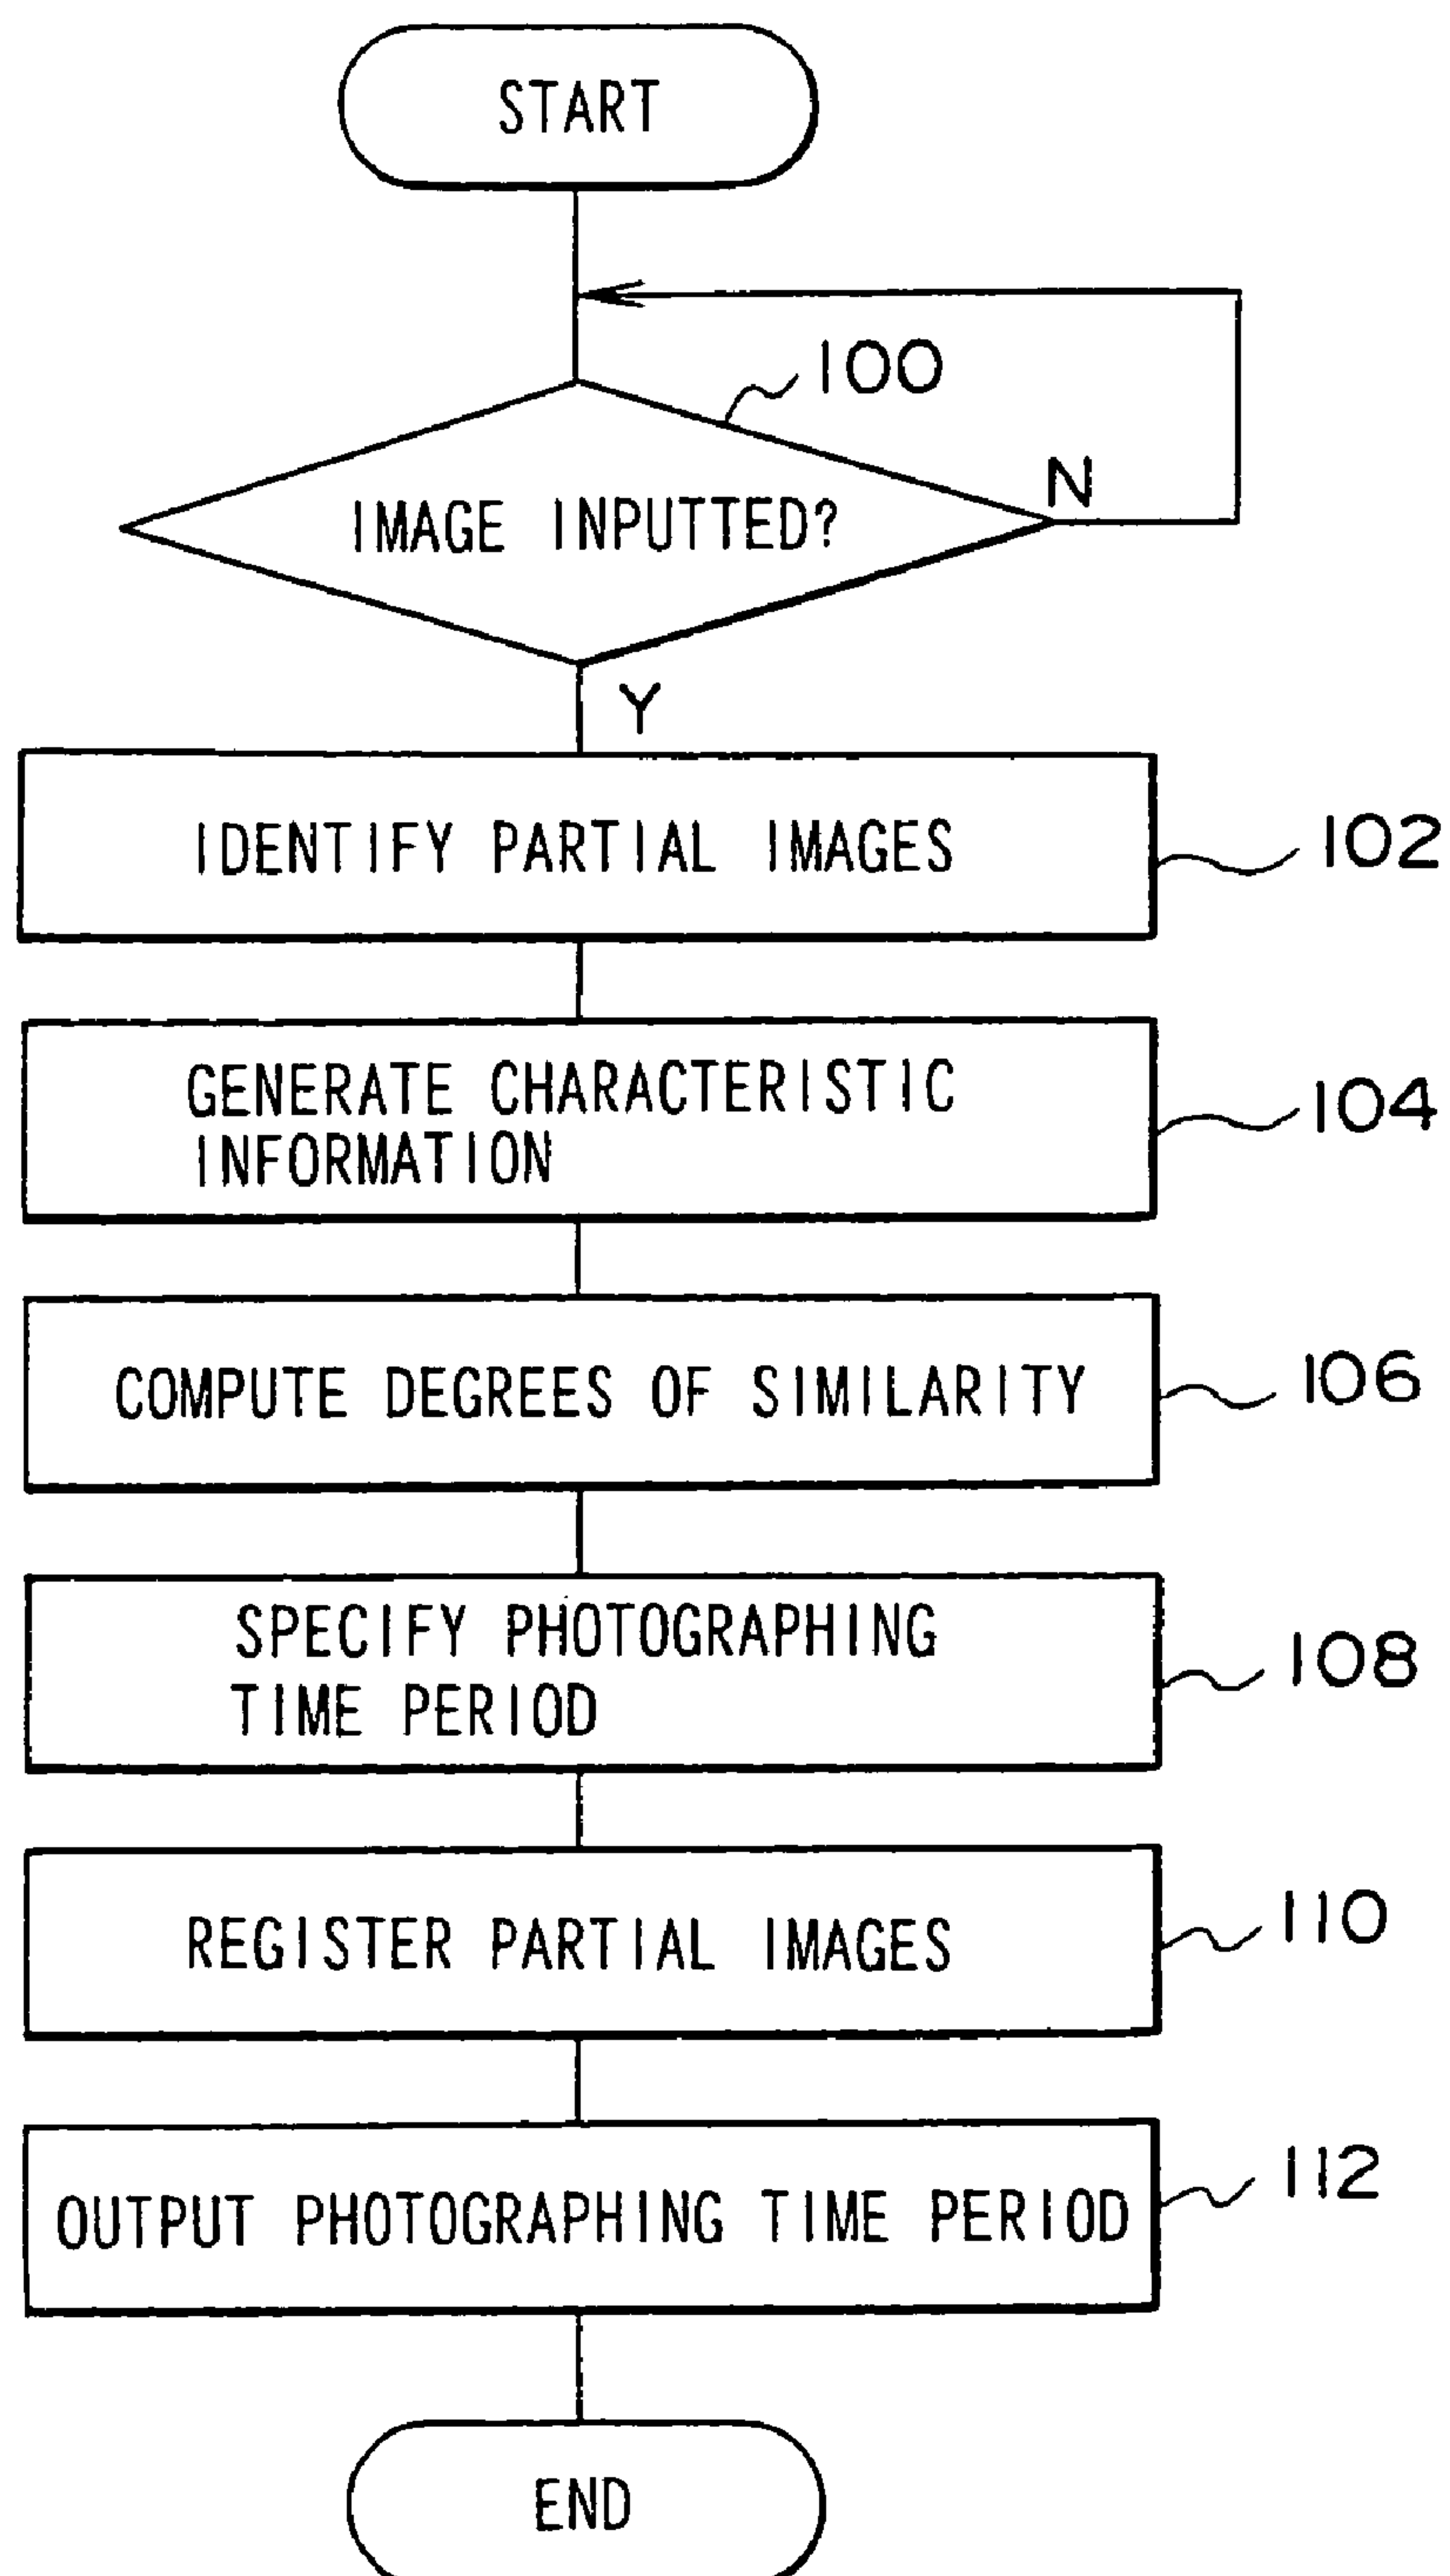 START
100
IMAGE INPUTTED?
N
Y
IDENTIFY PARTIAL IMAGES
102
GENERATE CHARACTERISTIC
INFORMATION
104
COMPUTE DEGREES OF SIMILARITY
106
SPECIFY PHOTOGRAPHING
TIME PERIOD
108
REGISTER PARTIAL IMAGES
110
OUTPUT PHOTOGRAPHING TIME PERIOD
112
END